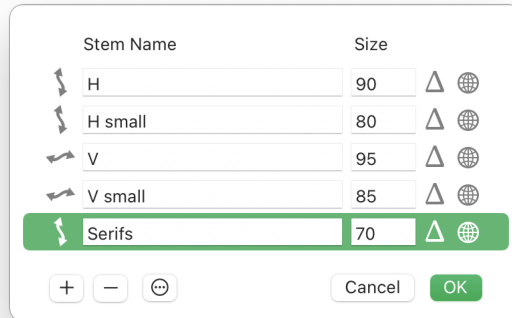 Stem Name Size
H 90
H small 80
V 95
V small 85
Serifs 70
Cancel OK